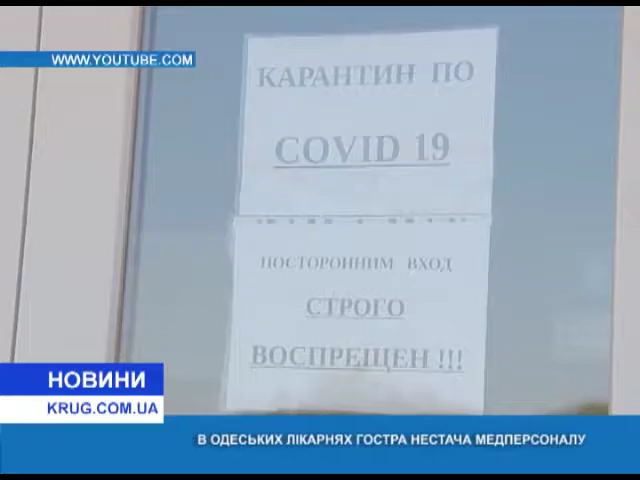 WWW.YOUTUBE.COM
КАРАНТИН ПО
COVID 19
ПОСТОРОННИМ ВХОД
СТРОГО
ВОСПРЕЩЕН !!!
НОВИНИ
KRUG.COM.UA
В ОДЕСЬКИХ ЛІКАРНЯХ ГОСТРА НЕСТАЧА МЕДПЕРСОНАЛУ